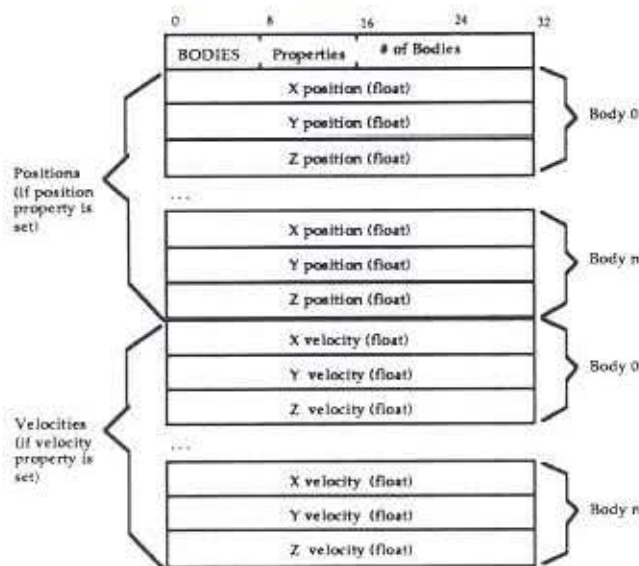 0 8 16 24 32
BODIES Properties # of Bodies
X position (float)
Y position (float)
Z position (float)
Body 0
Positions
(if position
property is
set)
...
X position (float)
Y position (float)
Z position (float)
Body n
X velocity (float)
Y velocity (float)
Z velocity (float)
Body 0
Velocities
(if velocity
property is
set)
...
X velocity (float)
Y velocity (float)
Z velocity (float)
Body n